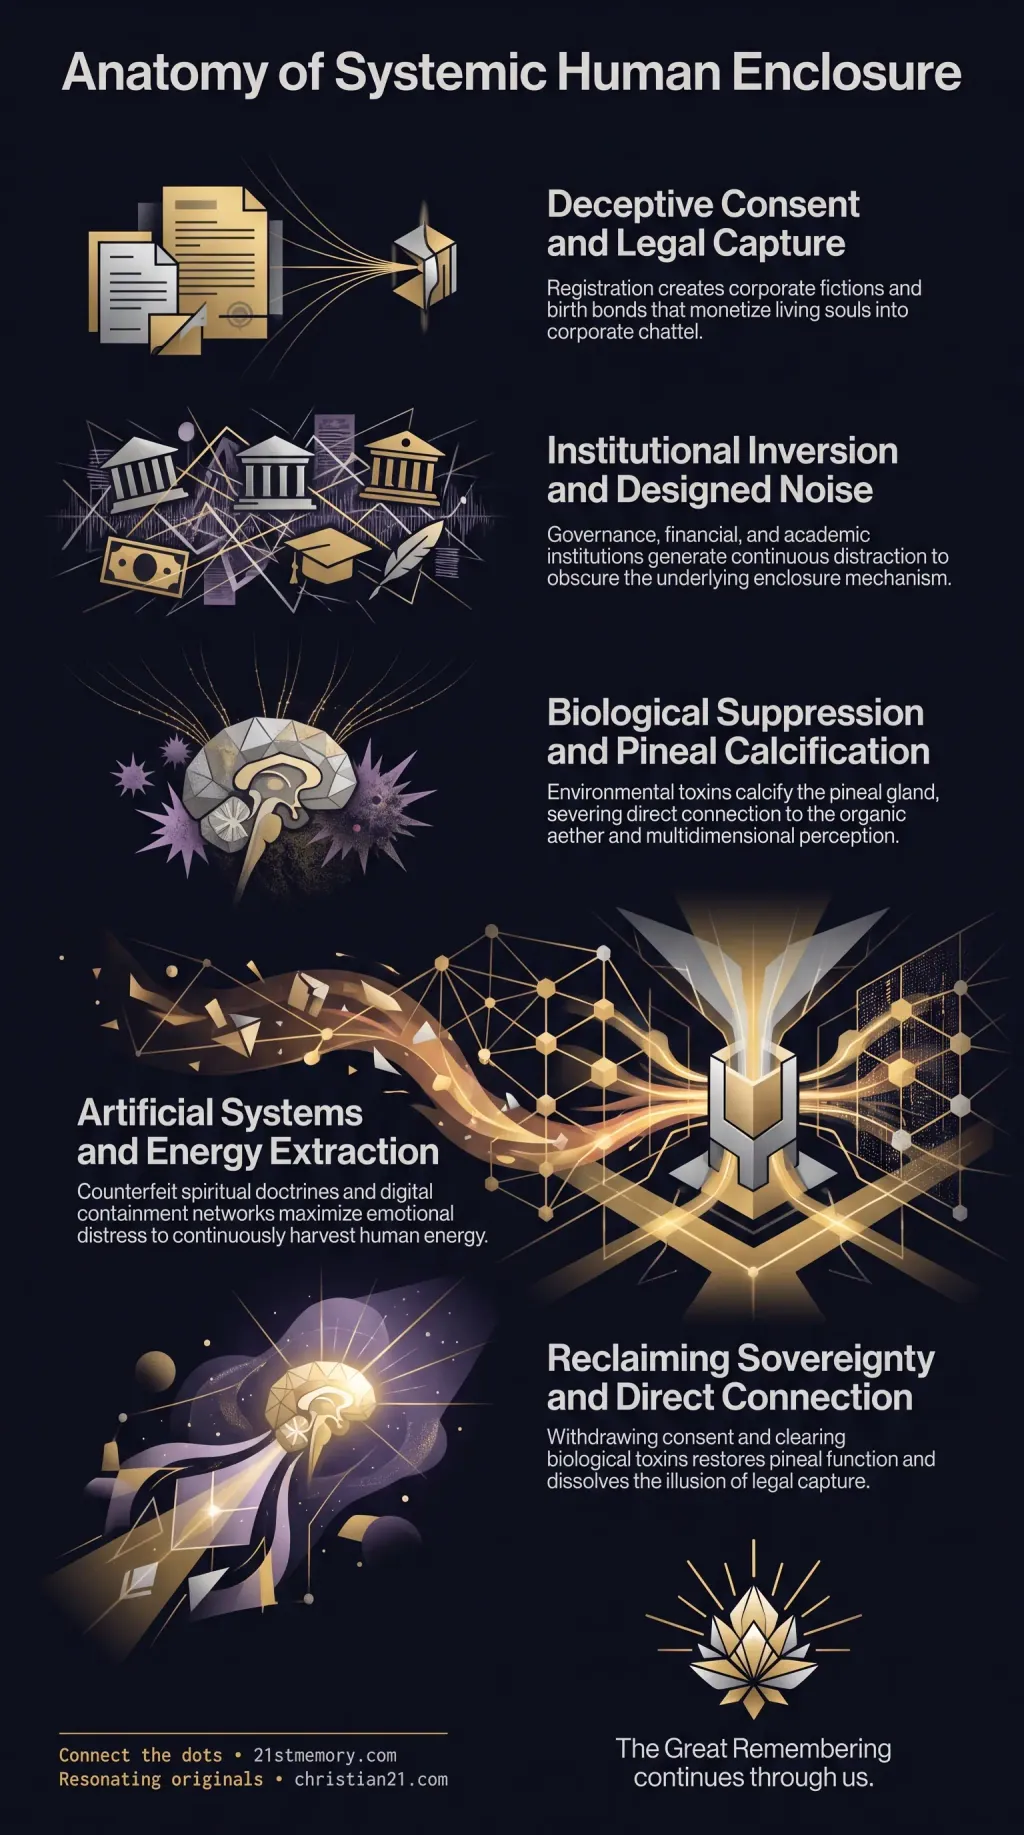 Anatomy of Systemic Human Enclosure
Deceptive Consent
and Legal Capture
Registration creates corporate fictions and
birth bonds that monetize living souls into
corporate chattel.
Institutional Inversion
and Designed Noise
Governance, financial, and academic
institutions generate continuous distraction to
obscure the underlying enclosure mechanism.
Biological Suppression
and Pineal Calcification
Environmental toxins calcify the pineal gland,
severing direct connection to the organic
aether and multidimensional perception.
Artificial Systems
and Energy Extraction
Counterfeit spiritual doctrines and digital
containment networks maximize emotional
distress to continuously harvest human energy.
Reclaiming Sovereignty
and Direct Connection
Withdrawing consent and clearing
biological toxins restores pineal function and
dissolves the illusion of legal capture.
Connect the dots • 21stmemory.com
Resonating originals • christian21.com
The Great Remembering
continues through us.